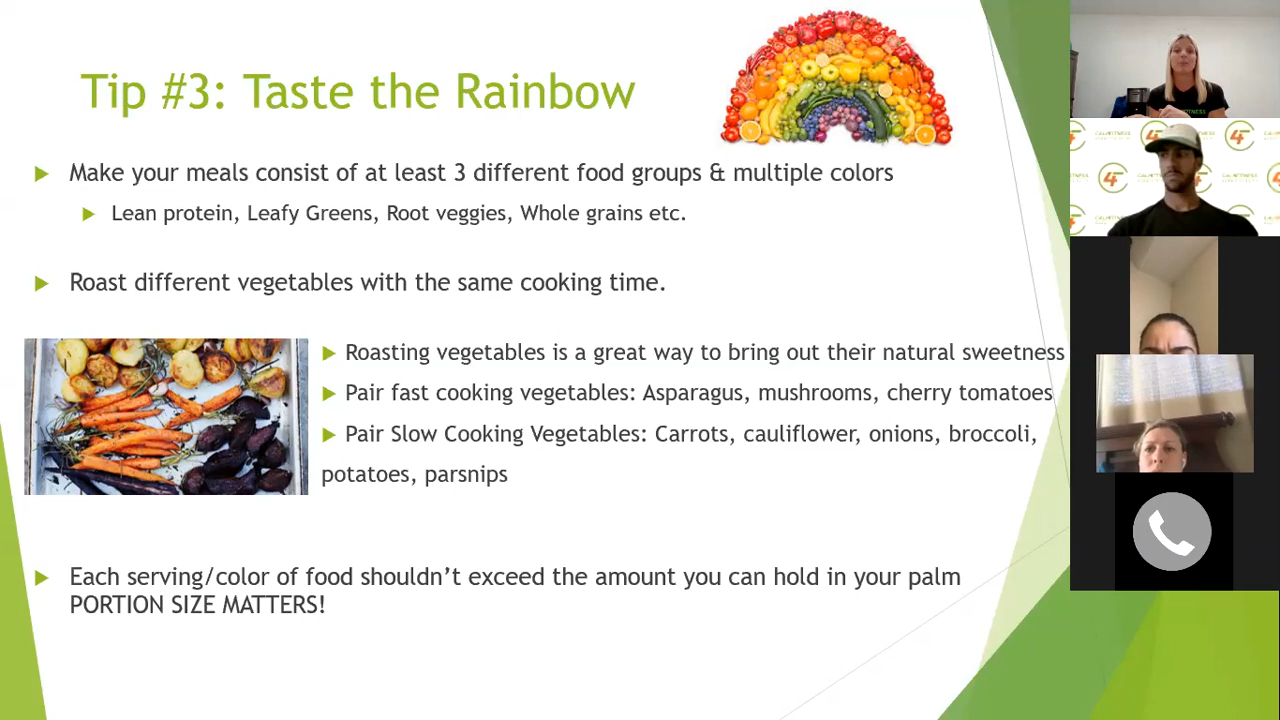 Tip #3: Taste the Rainbow
Make your meals consist of at least 3 different food groups & multiple colors
Lean protein, Leafy Greens, Root veggies, Whole grains etc.
Roast different vegetables with the same cooking time.
Roasting vegetables is a great way to bring out their natural sweetness
Pair fast cooking vegetables: Asparagus, mushrooms, cherry tomatoes
Pair Slow Cooking Vegetables: Carrots, cauliflower, onions, broccoli,
potatoes, parsnips
Each serving/color of food shouldn’t exceed the amount you can hold in your palm
PORTION SIZE MATTERS!